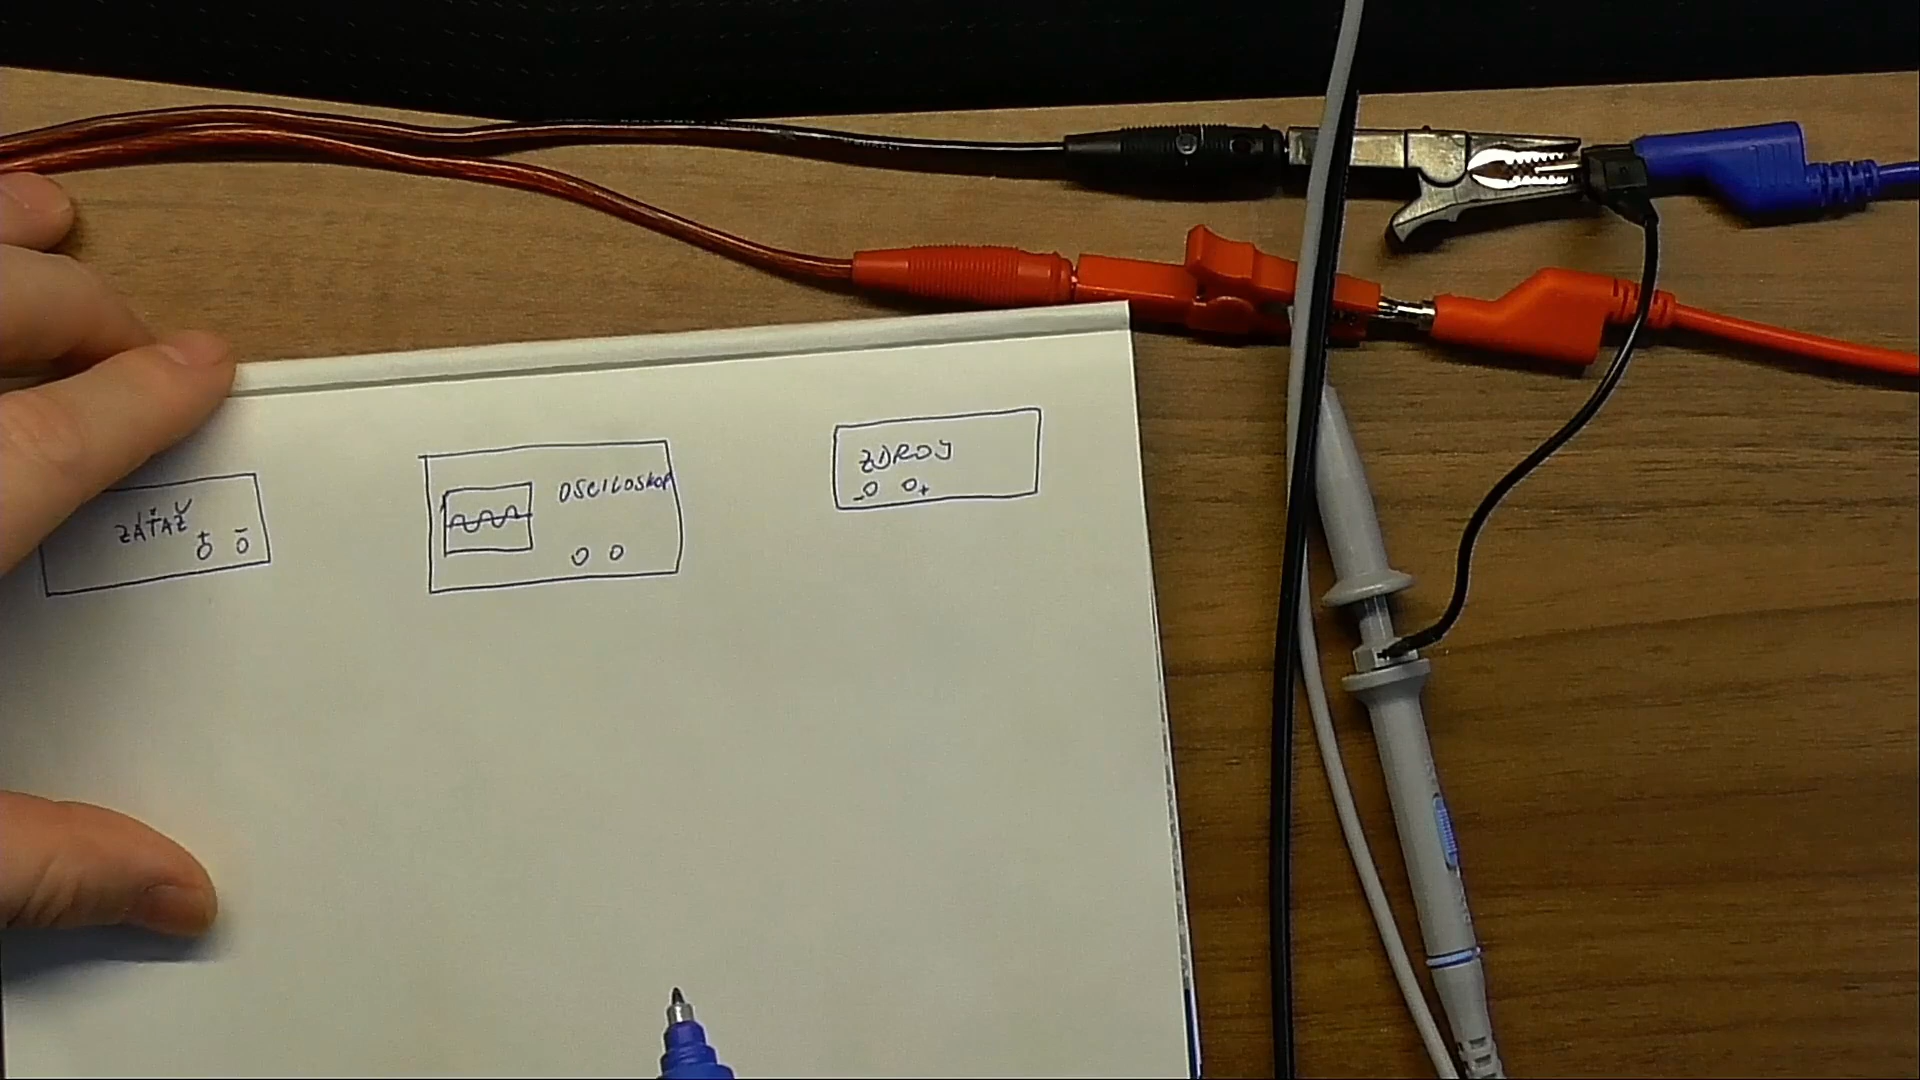 ZÁŤAŽ
+ -
OSCILOSKOP
ZDROJ
- +